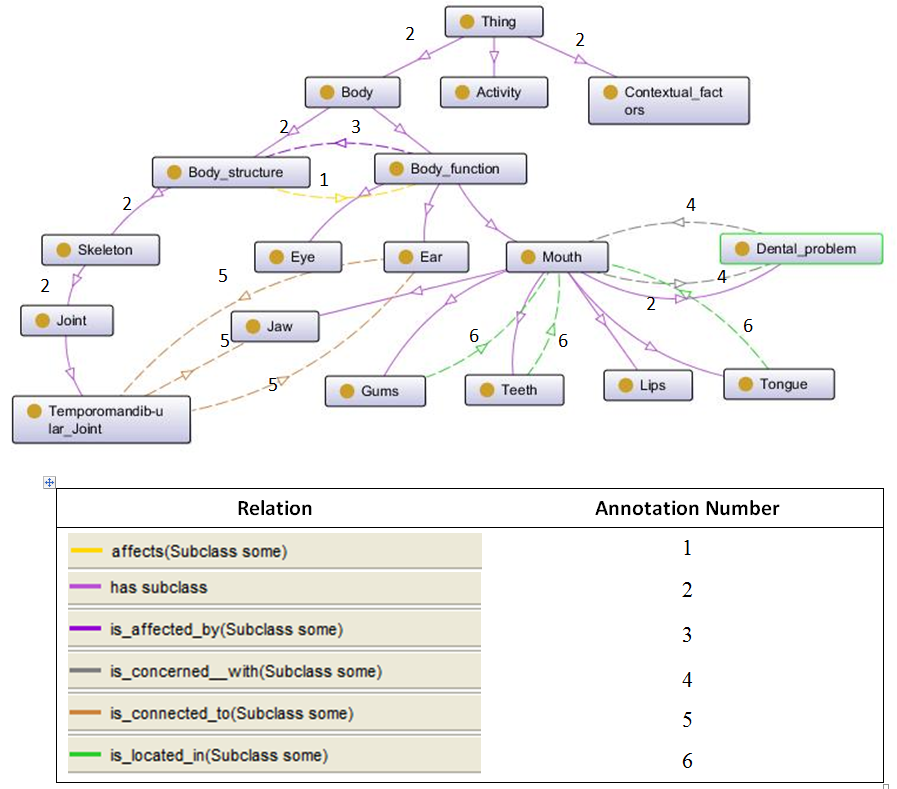 Thing
2
2
Body
Activity
Contextual_fact
ors
2
3
Body_structure
Body_function
1
2
4
Skeleton
Eye
Ear
Mouth
Dental_problem
5
4
2
2
Joint
Jaw
6
5
6
6
5
Gums
Teeth
Lips
Tongue
Temporomandib-u
lar_Joint
Relation
Annotation Number
affects(Subclass some)
1
has subclass
2
is_affected_by(Subclass some)
3
is_concerned__with(Subclass some)
4
is_connected_to(Subclass some)
5
is_located_in(Subclass some)
6